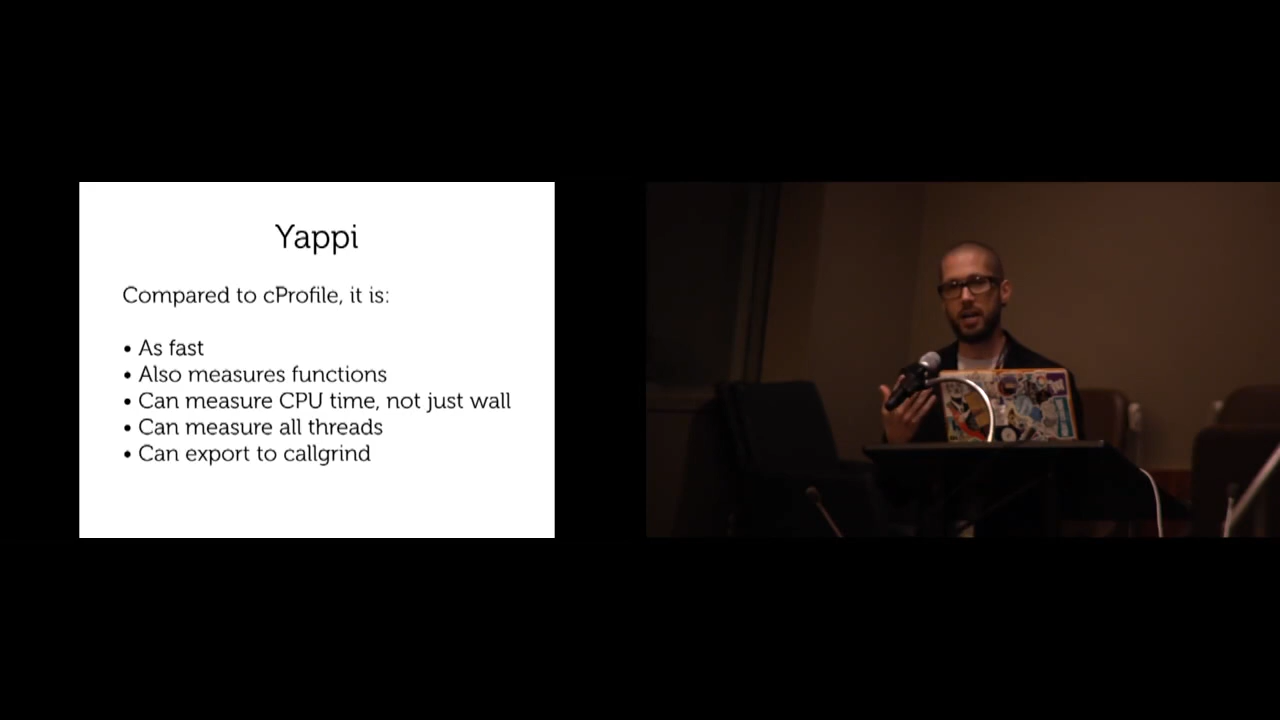 Yappi
Compared to cProfile, it is:
• As fast
• Also measures functions
• Can measure CPU time, not just wall
• Can measure all threads
• Can export to callgrind